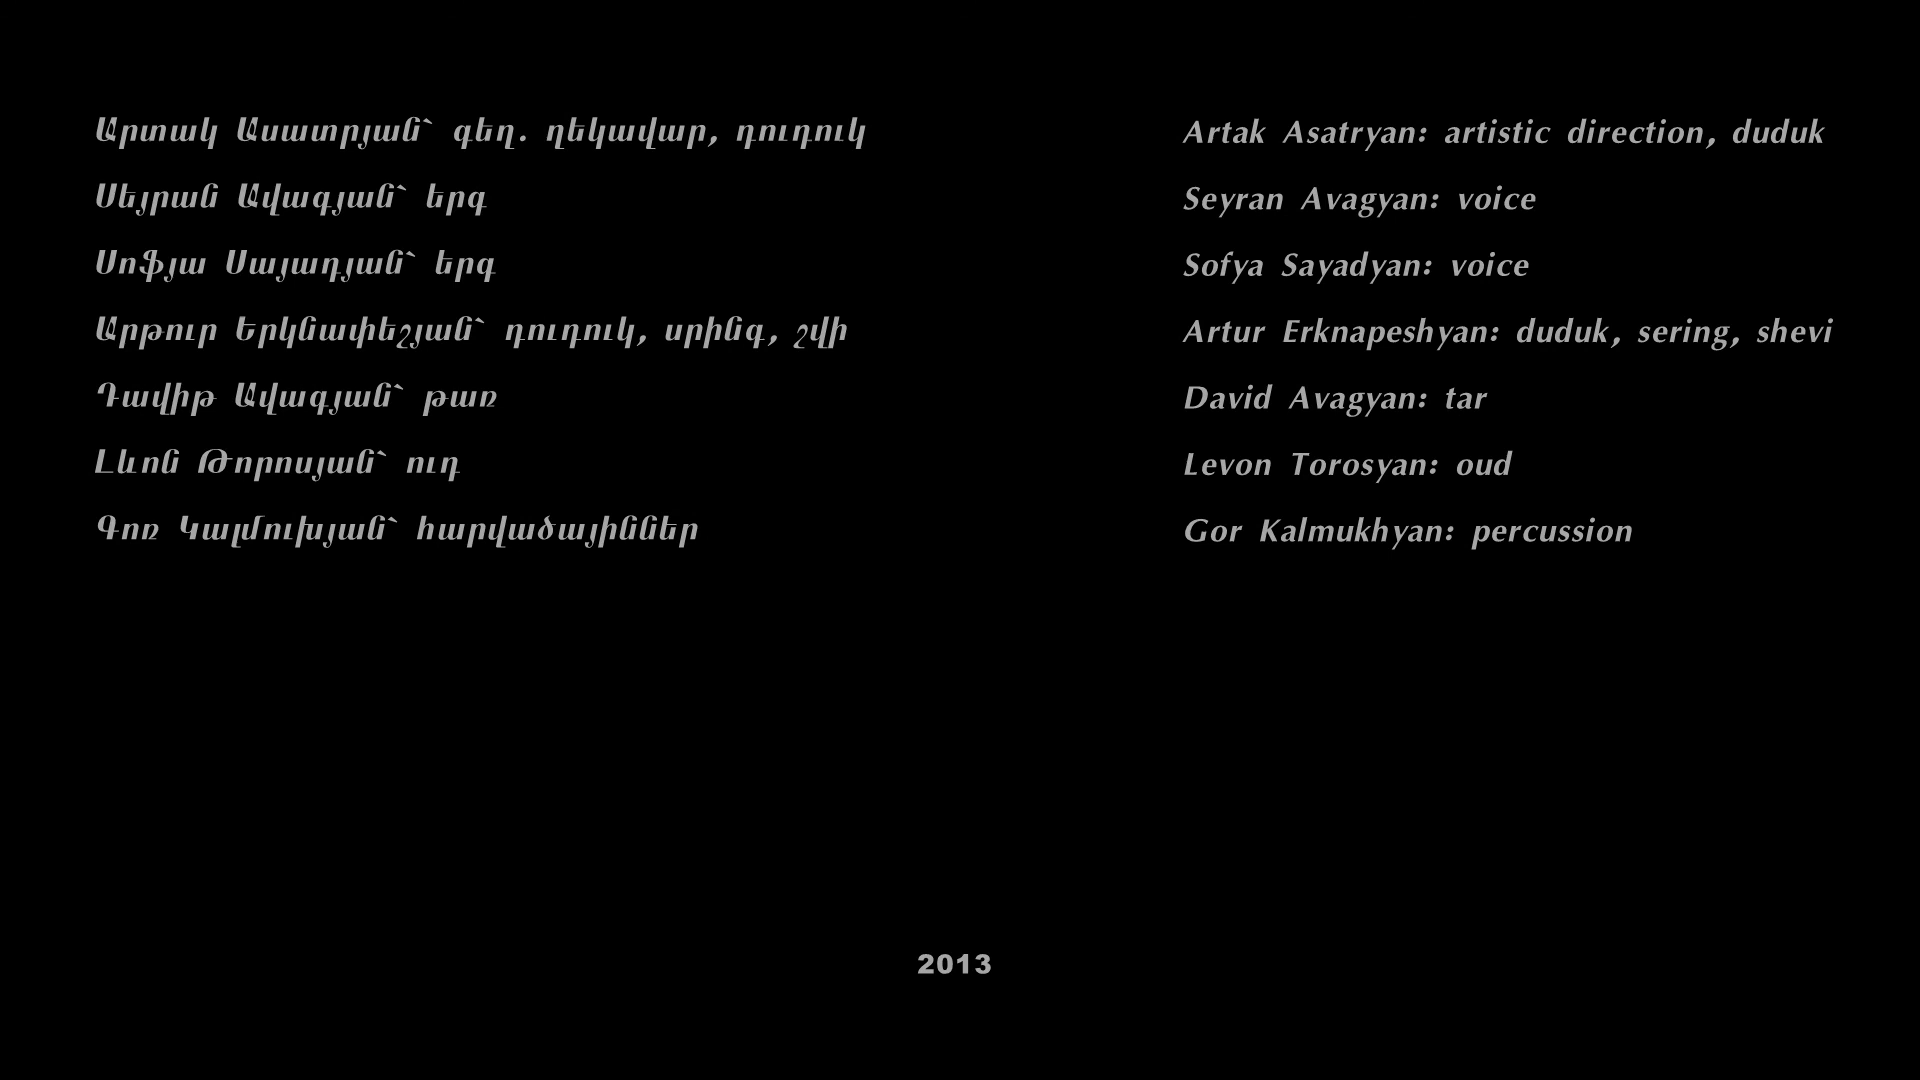 Արտակ Ասատրյան՝ գեղ. ղեկավար, դուդուկ
Սեյրան Ավագյան՝ երգ
Սոֆյա Սայադյան՝ երգ
Արթուր Երկնափեշյան՝ դուդուկ, սրինգ, շվի
Դավիթ Ավագյան՝ թառ
Լևոն Թորոսյան՝ ուդ
Գոռ Կալմուխյան՝ հարվածայիններ
Artak Asatryan: artistic direction, duduk
Seyran Avagyan: voice
Sofya Sayadyan: voice
Artur Erknapeshyan: duduk, sering, shevi
David Avagyan: tar
Levon Torosyan: oud
Gor Kalmukhyan: percussion
2013